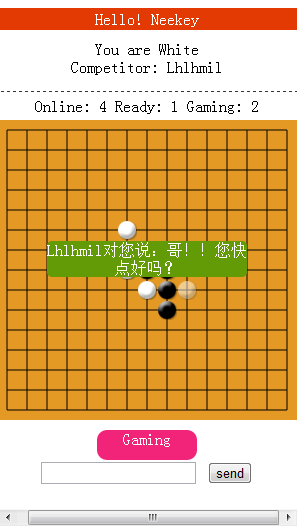 Hello! Neekey
You are White
Competitor: Lhlhmil
Online: 4 Ready: 1 Gaming: 2
Lhlhmil对您说：哥！！您快
点好吗？
Gaming
send